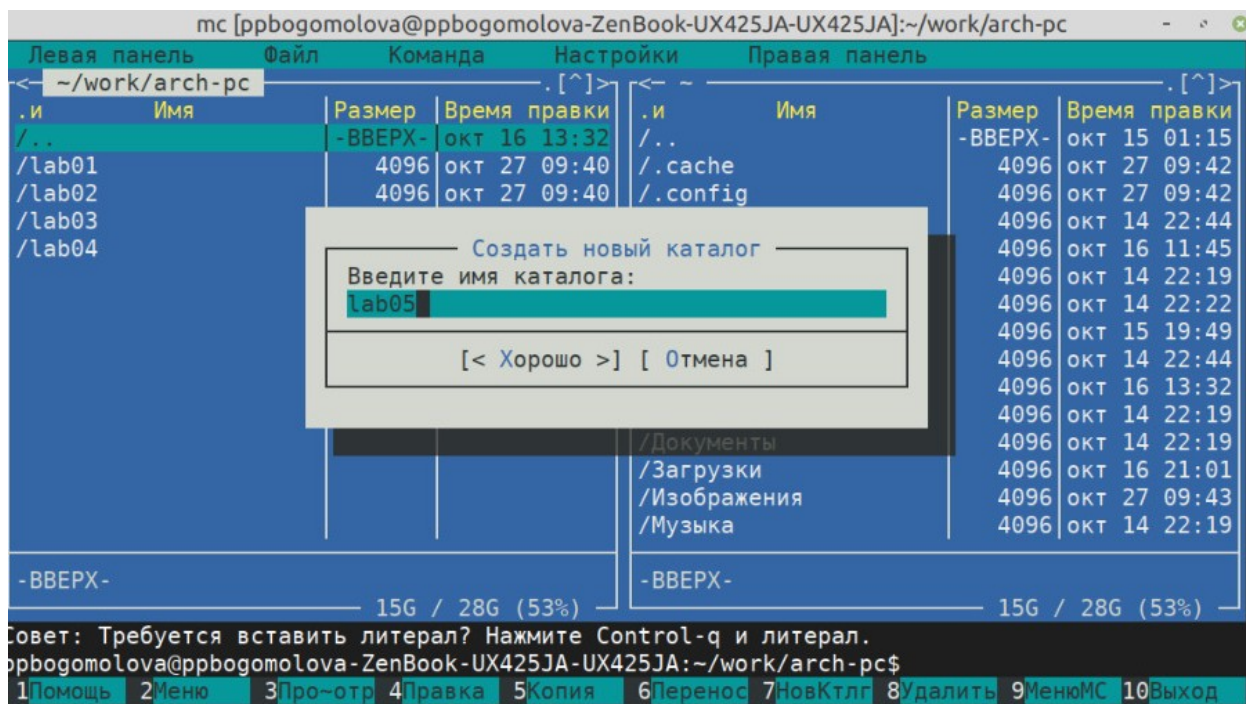 mc [ppbogomolova@ppbogomolova-ZenBook-UX425JA-UX425JA]:~/work/arch-pc
Левая панель Файл Команда Настройки Правая панель
<- ~/work/arch-pc .[^]> <- ~ .[^]>
.и Имя Размер Время правки .и Имя Размер Время правки
/.. -ВВЕРХ- окт 16 13:32 /.. -ВВЕРХ- окт 15 01:15
/lab01 4096 окт 27 09:40 /.cache 4096 окт 27 09:42
/lab02 4096 окт 27 09:40 /.config 4096 окт 27 09:42
/lab03 4096 окт 14 22:44
/lab04 Создать новый каталог 4096 окт 16 11:45
Введите имя каталога: 4096 окт 14 22:19
lab05 4096 окт 14 22:22
4096 окт 15 19:49
[< Хорошо >] [ Отмена ] 4096 окт 14 22:44
4096 окт 16 13:32
4096 окт 14 22:19
/Документы 4096 окт 14 22:19
/Загрузки 4096 окт 16 21:01
/Изображения 4096 окт 27 09:43
/Музыка 4096 окт 14 22:19
-ВВЕРХ- -ВВЕРХ-
15G / 28G (53%) 15G / 28G (53%)
Совет: Требуется вставить литерал? Нажмите Control-q и литерал.
ppbogomolova@ppbogomolova-ZenBook-UX425JA-UX425JA:~/work/arch-pc$
1Помощь 2Меню 3Про~отр 4Правка 5Копия 6Перенос 7НовКтлг 8Удалить 9МенюМС 10Выход